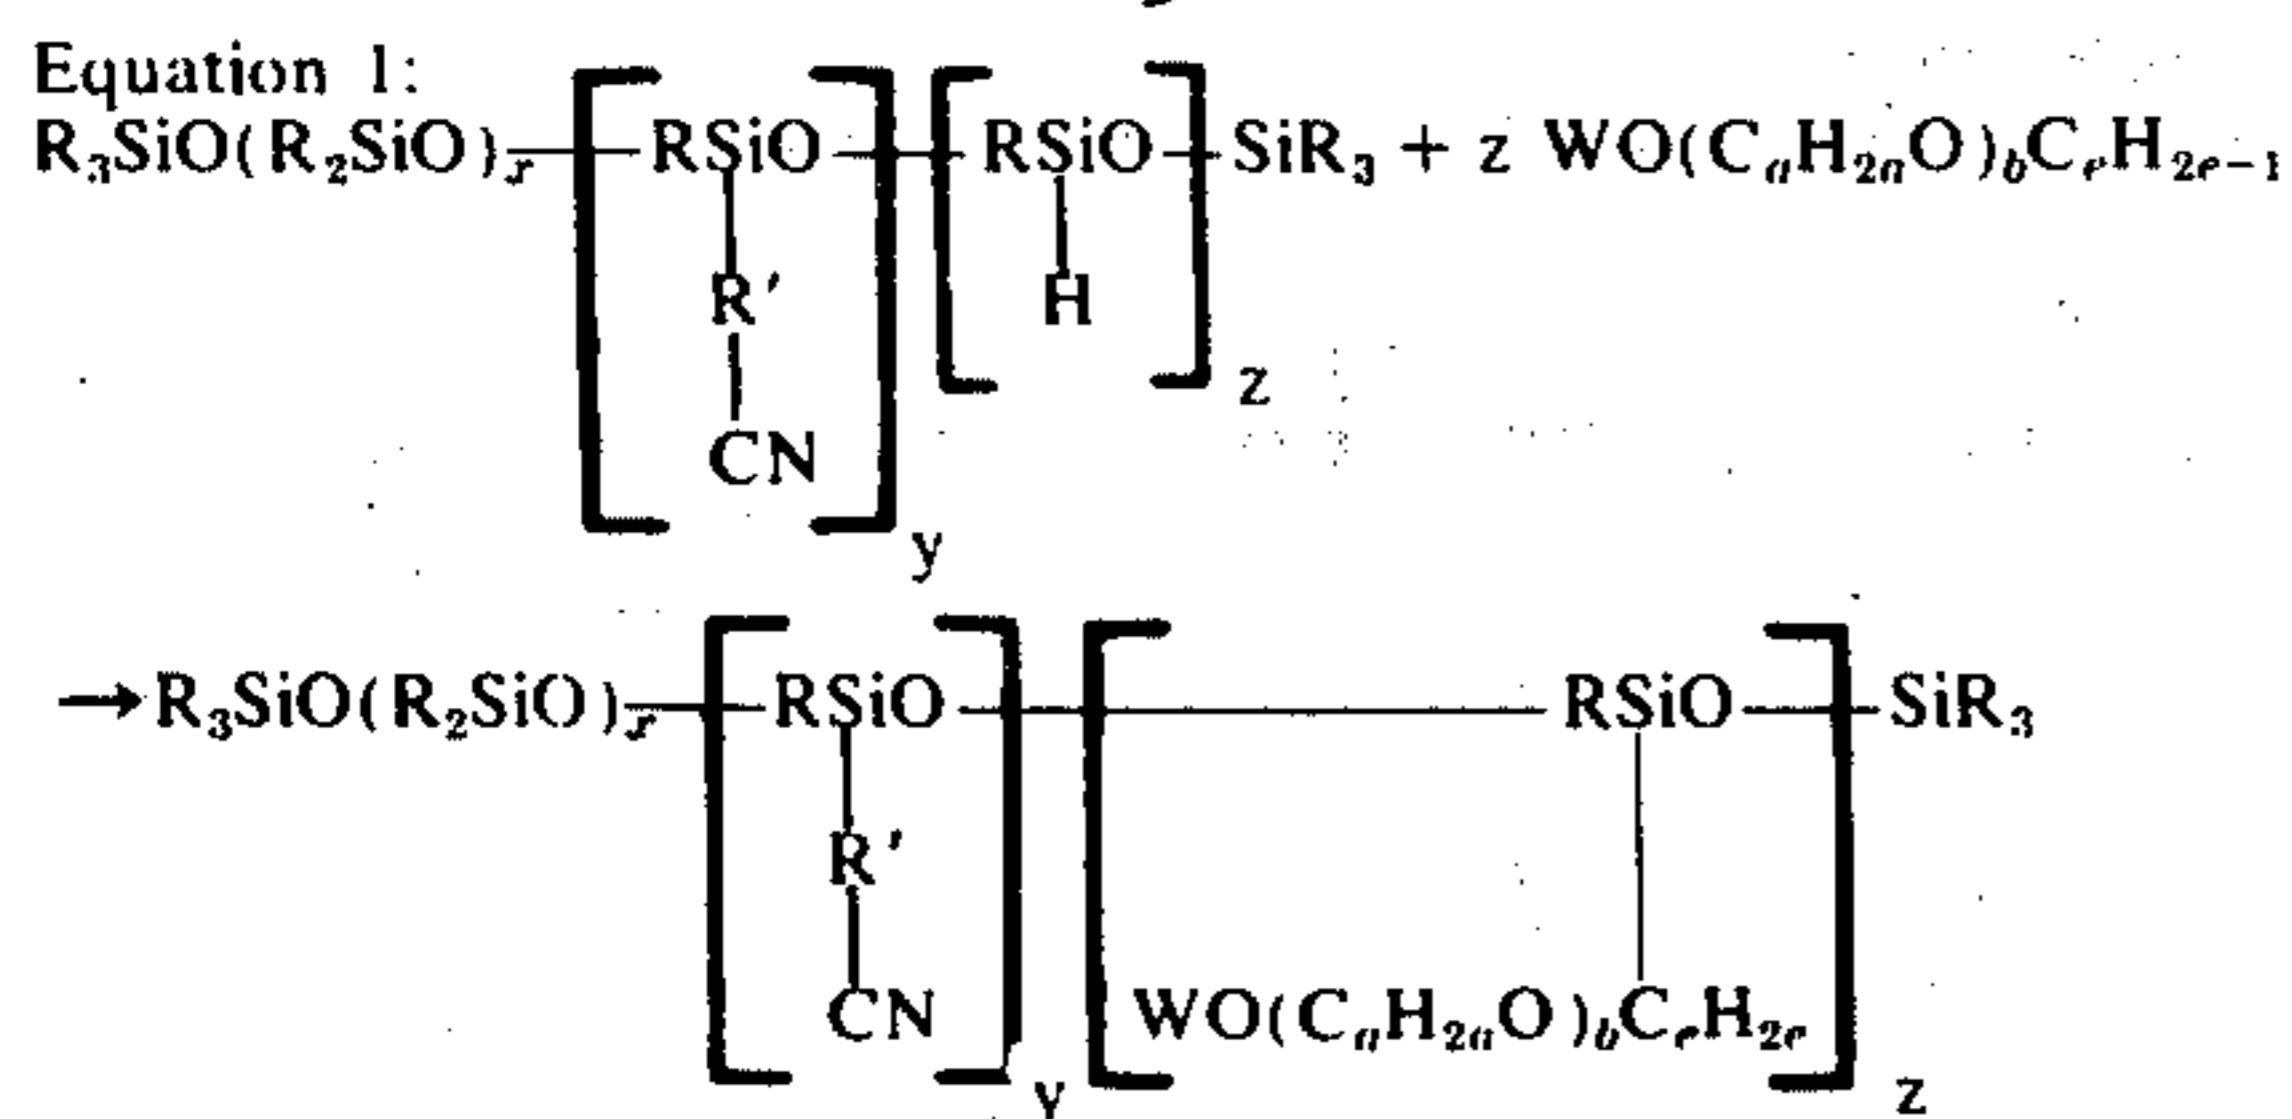 Equation 1:
R₃SiO(R₂SiO)ₓ—[RSiO—]—[RSiO—]—SiR₃ + z WO(CₐH₂ₐO)bCeH₂e₋₁
R' H
z
CN
y
→R₃SiO(R₂SiO)ₓ—[RSiO—]—[RSiO—]—SiR₃
R'
CN WO(CₐH₂ₐO)bCeH₂e
y z